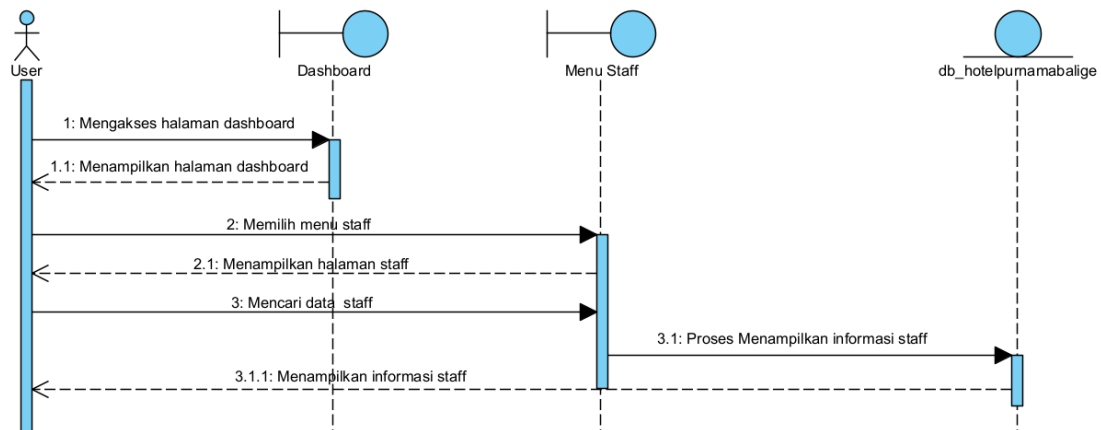 User
Dashboard
Menu Staff
db_hotelpurnamabalige
1: Mengakses halaman dashboard
1.1: Menampilkan halaman dashboard
2: Memilih menu staff
2.1: Menampilkan halaman staff
3: Mencari data staff
3.1: Proses Menampilkan informasi staff
3.1.1: Menampilkan informasi staff